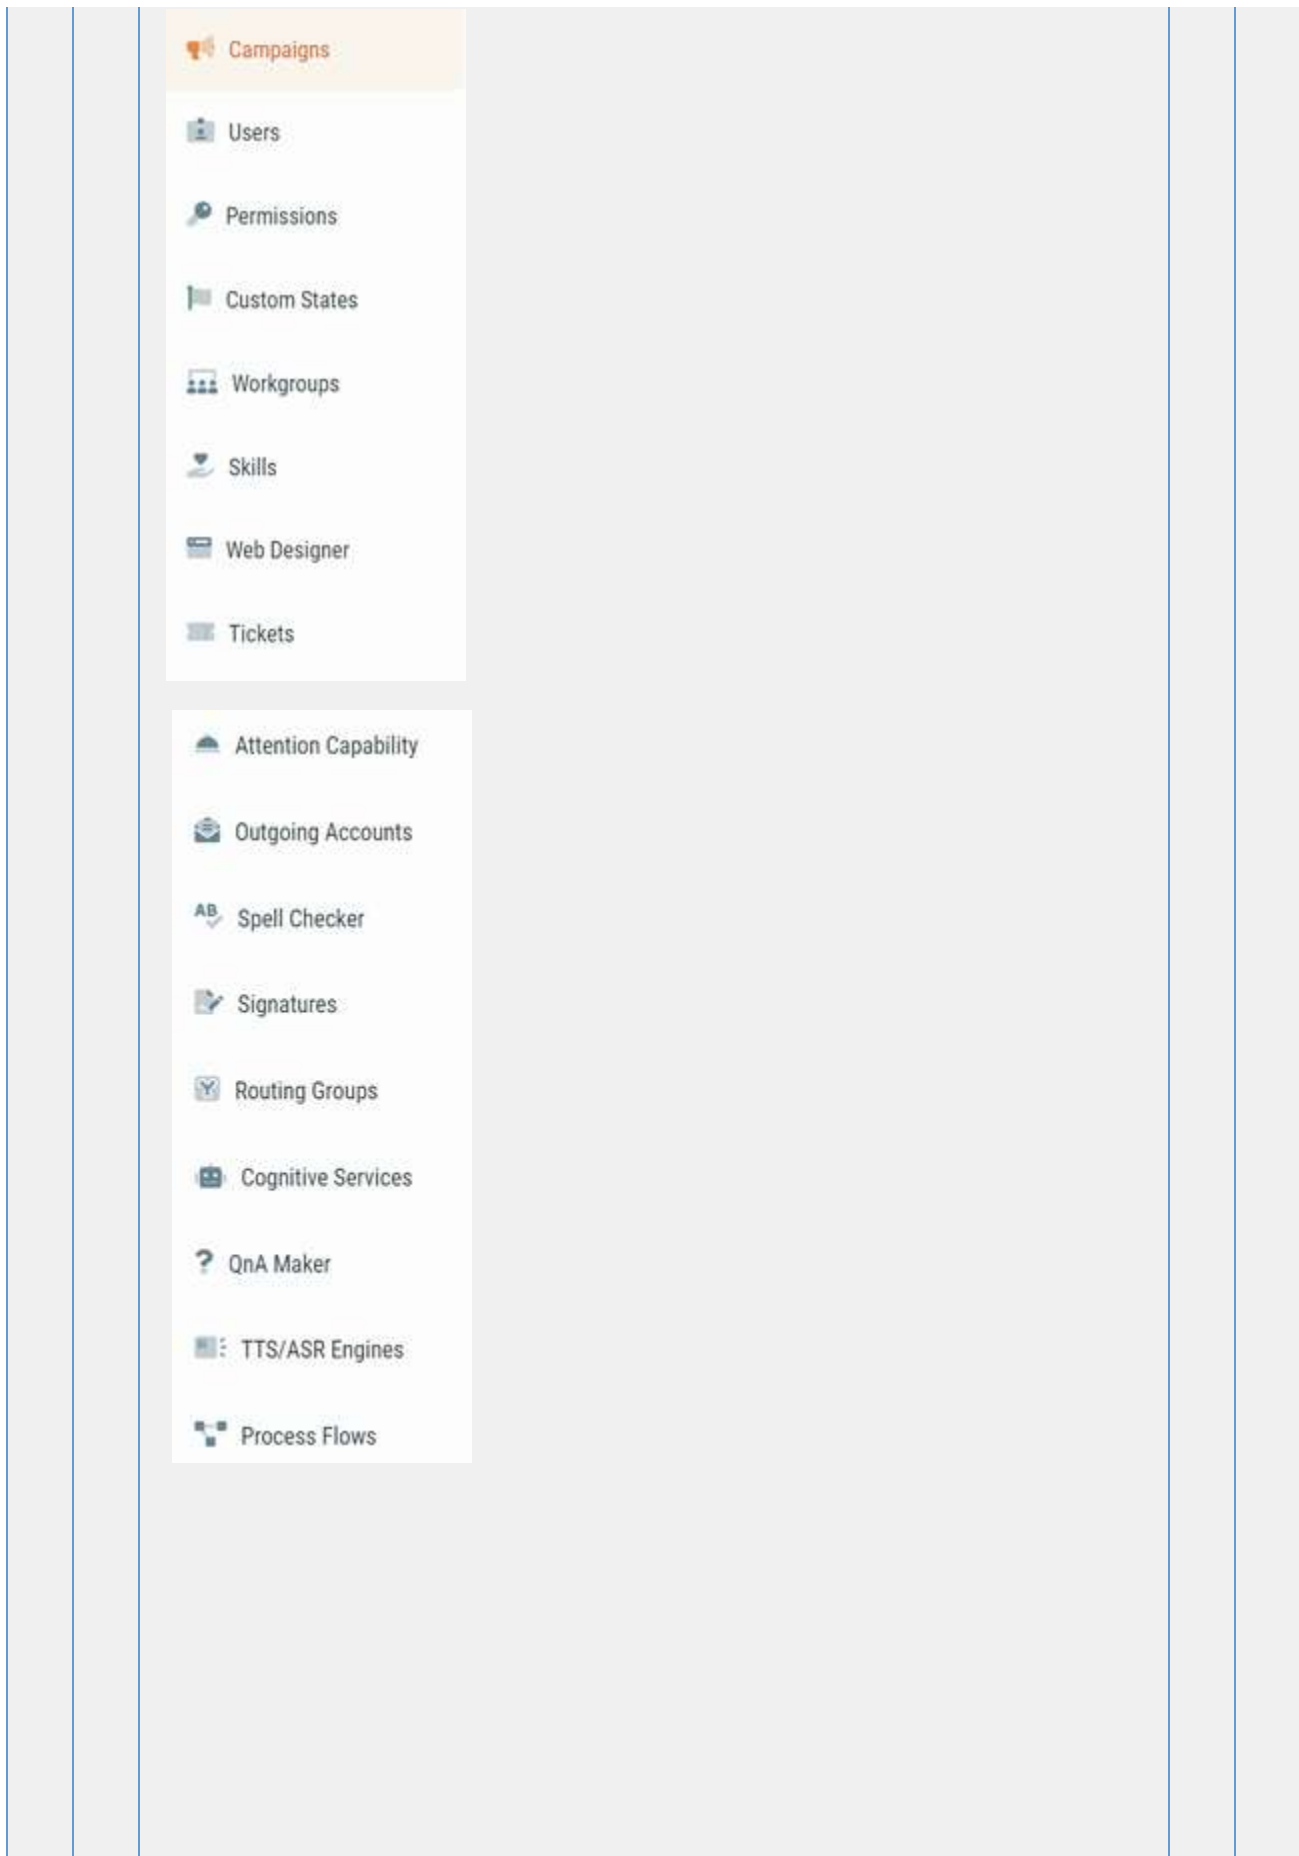 Campaigns
Users
Permissions
Custom States
Workgroups
Skills
Web Designer
Tickets
Attention Capability
Outgoing Accounts
AB Spell Checker
Signatures
Routing Groups
Cognitive Services
? QnA Maker
TTS/ASR Engines
Process Flows